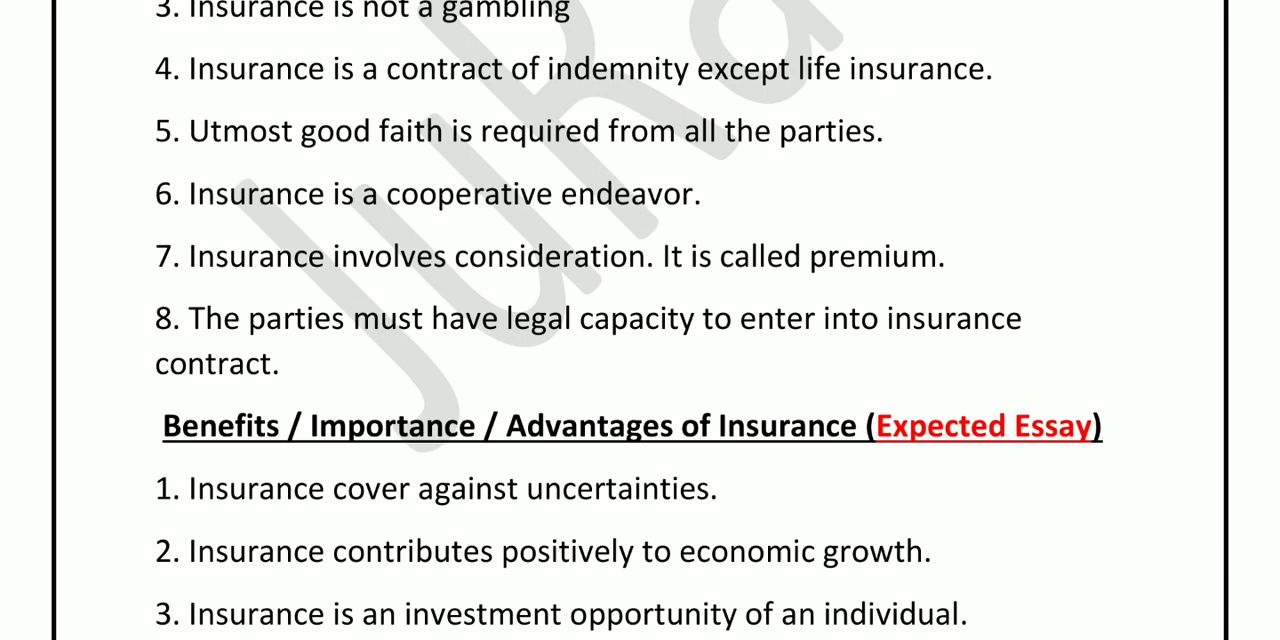 3. Insurance is not a gambling
4. Insurance is a contract of indemnity except life insurance.
5. Utmost good faith is required from all the parties.
6. Insurance is a cooperative endeavor.
7. Insurance involves consideration. It is called premium.
8. The parties must have legal capacity to enter into insurance
contract.
Benefits / Importance / Advantages of Insurance (Expected Essay)
1. Insurance cover against uncertainties.
2. Insurance contributes positively to economic growth.
3. Insurance is an investment opportunity of an individual.